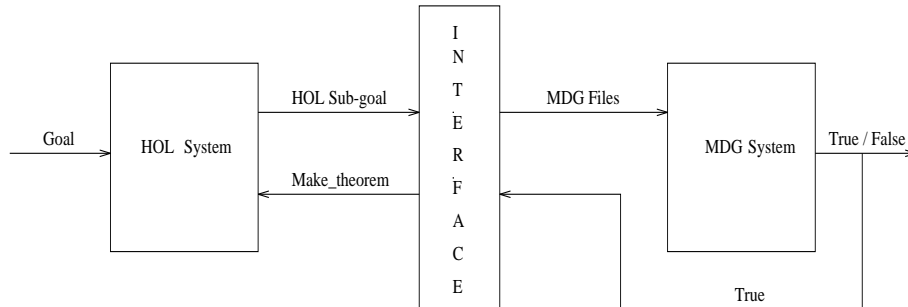 Goal
HOL System
HOL Sub-goal
Make_theorem
I
N
T
E
R
F
A
C
E
MDG Files
MDG System
True / False
True